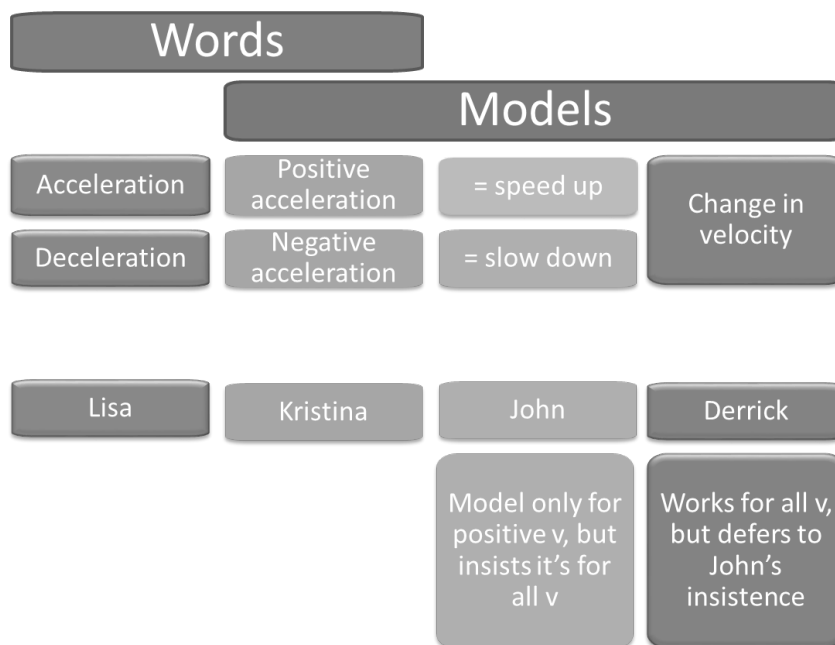 Words
Models
Acceleration
Positive
acceleration
= speed up
Change in
velocity
Deceleration
Negative
acceleration
= slow down
Lisa
Kristina
John
Derrick
Model only for
positive v, but
insists it’s for
all v
Works for all v,
but defers to
John’s
insistence